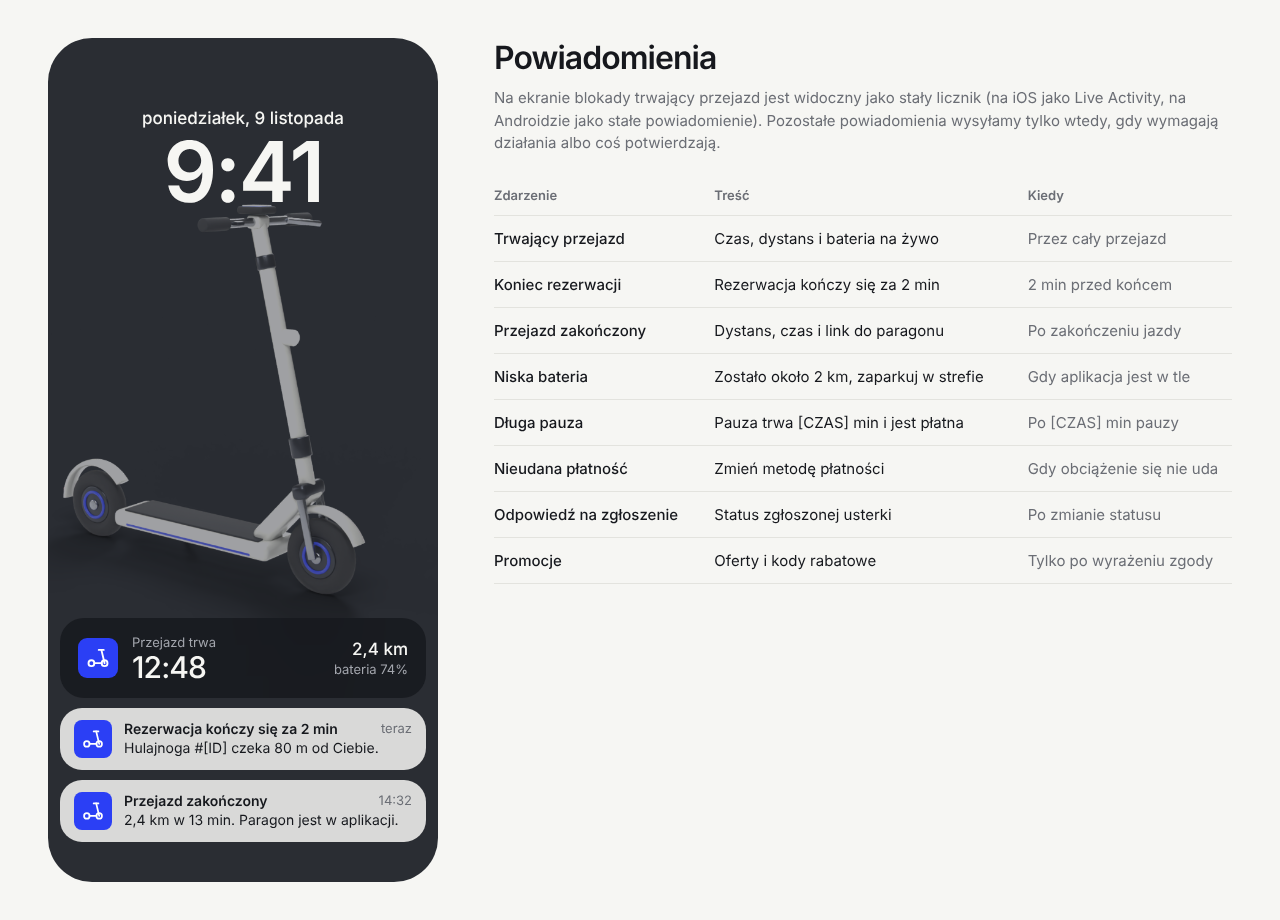 poniedziałek, 9 listopada
9:41
Przejazd trwa
12:48
2,4 km
bateria 74%
Rezerwacja kończy się za 2 min
teraz
Hulajnoga #[ID] czeka 80 m od Ciebie.
Przejazd zakończony
14:32
2,4 km w 13 min. Paragon jest w aplikacji.
Powiadomienia
Na ekranie blokady trwający przejazd jest widoczny jako stały licznik (na iOS jako Live Activity, na
Androidzie jako stałe powiadomienie). Pozostałe powiadomienia wysyłamy tylko wtedy, gdy wymagają
działania albo coś potwierdzają.
Zdarzenie Treść Kiedy
Trwający przejazd Czas, dystans i bateria na żywo Przez cały przejazd
Koniec rezerwacji Rezerwacja kończy się za 2 min 2 min przed końcem
Przejazd zakończony Dystans, czas i link do paragonu Po zakończeniu jazdy
Niska bateria Zostało około 2 km, zaparkuj w strefie Gdy aplikacja jest w tle
Długa pauza Pauza trwa [CZAS] min i jest płatna Po [CZAS] min pauzy
Nieudana płatność Zmień metodę płatności Gdy obciążenie się nie uda
Odpowiedź na zgłoszenie Status zgłoszonej usterki Po zmianie statusu
Promocje Oferty i kody rabatowe Tylko po wyrażeniu zgody